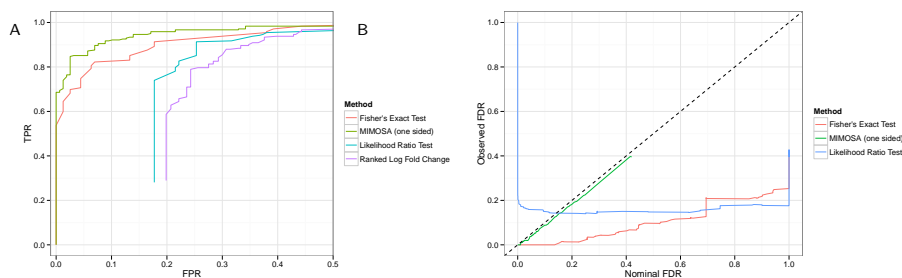 A
TPR
1.0
0.8
0.6
0.4
0.2
0.0
0.0 0.1 0.2 0.3 0.4 0.5
FPR
Method
Fisher's Exact Test
MIMOSA (one sided)
Likelihood Ratio Test
Ranked Log Fold Change
B
Observed FDR
1.0
0.8
0.6
0.4
0.2
0.0
0.0 0.2 0.4 0.6 0.8 1.0
Nominal FDR
Method
Fisher's Exact Test
MIMOSA (one sided)
Likelihood Ratio Test